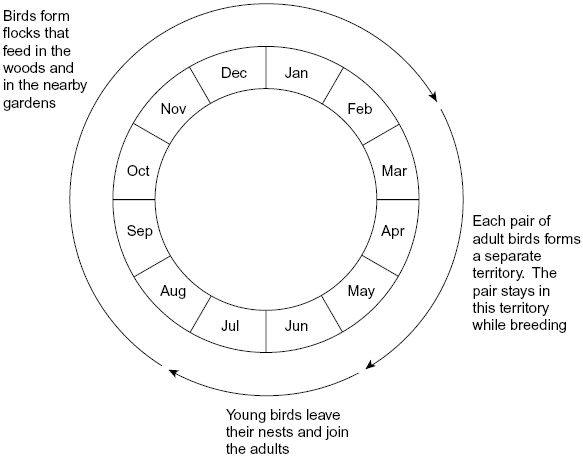 Birds form
flocks that
feed in the
woods and
in the nearby
gardens
Dec
Jan
Nov
Feb
Oct
Mar
Sep
Apr
Aug
May
Jul
Jun
Each pair of
adult birds forms
a separate
territory. The
pair stays in
this territory
while breeding
Young birds leave
their nests and join
the adults